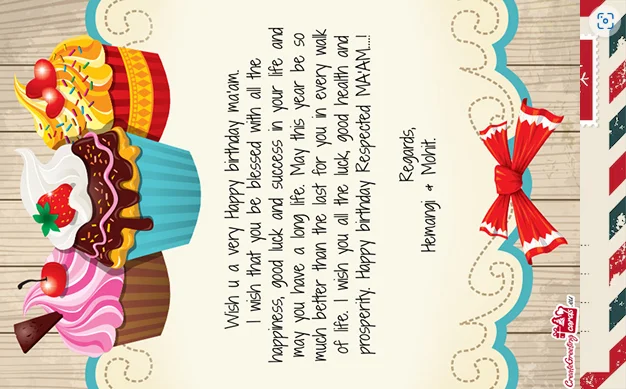 Wish u a very Happy birthday ma'am.
I wish that you be blessed with all the
happiness, good luck and success in your life and
may you have a long life. May this year be so
much better than the last for you in every walk
of life. I wish you all the luck, good health and
prosperity. Happy birthday Respected MA'AM....!
Regards,
Hemangi & Mohit.
CreateGreeting
cards.eu